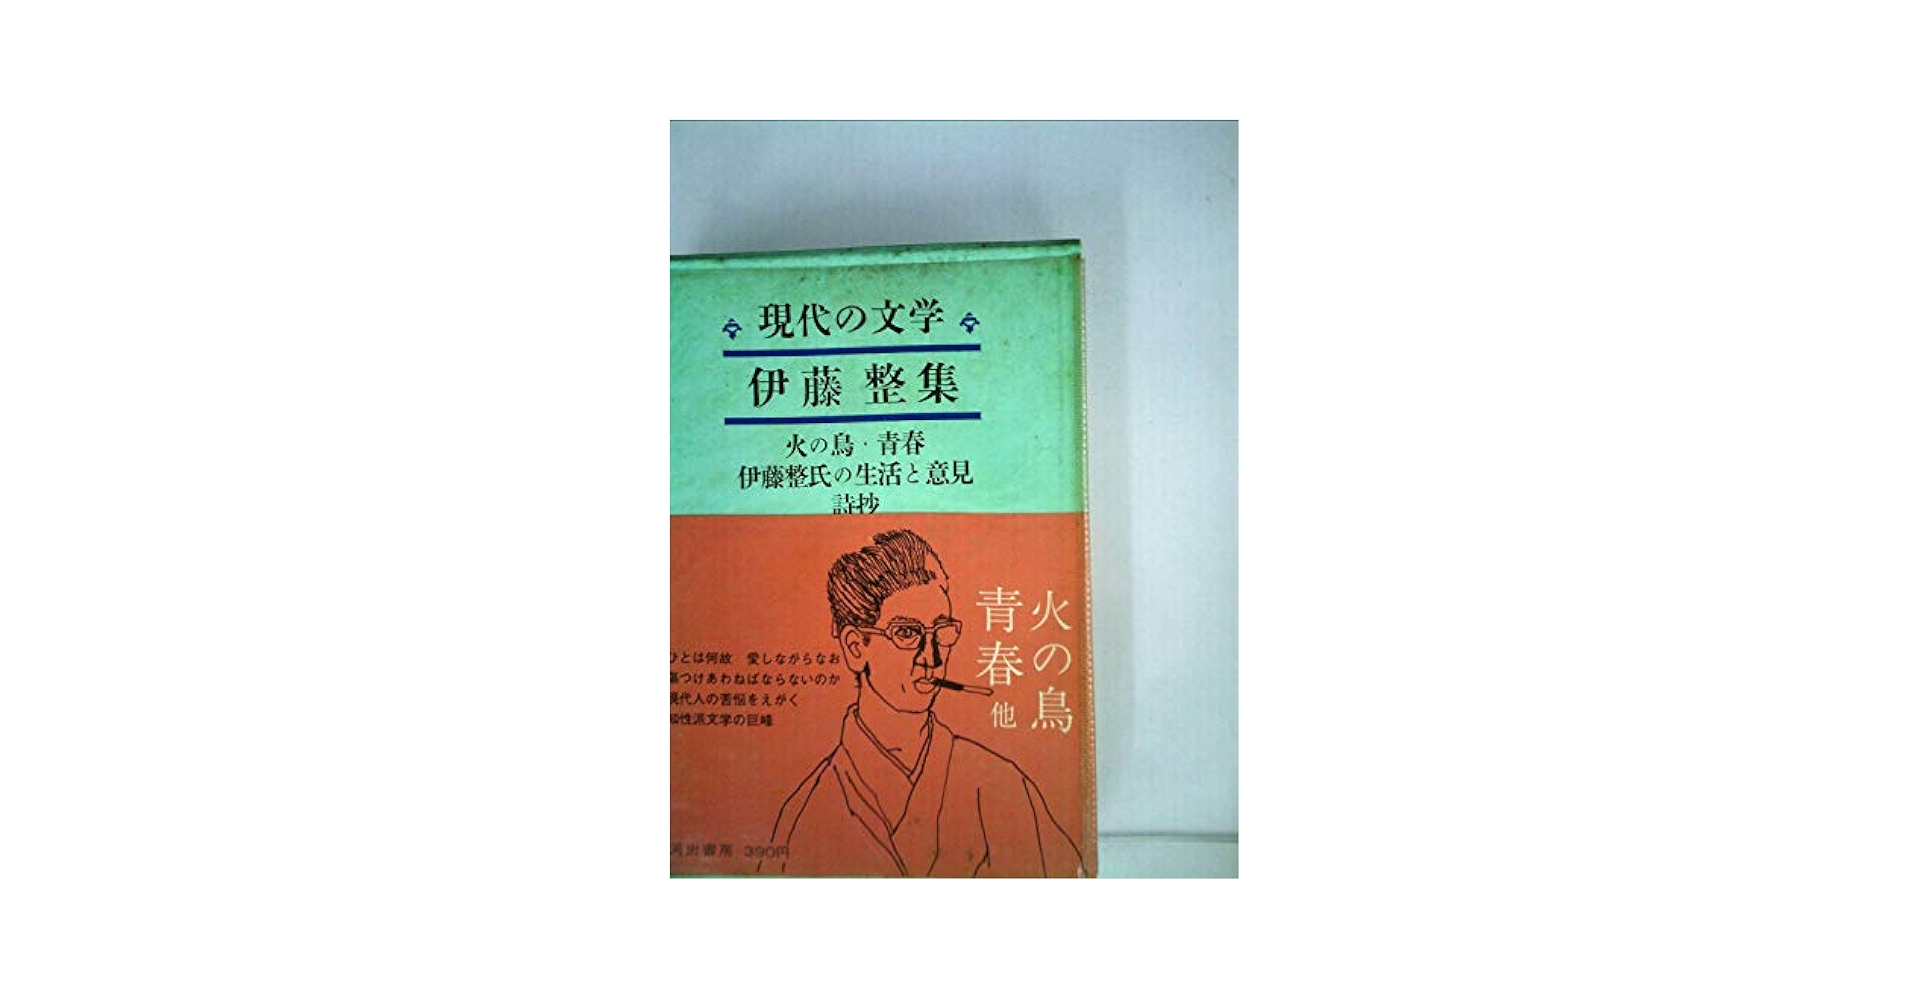 現代の文学
伊藤 整集
火の鳥・青春
伊藤整氏の生活と意見
詩抄
火の鳥
青春 他
ひとは何故 愛しながらなお
傷つけあわねばならないのか
現代人の苦悩をえがく
知性派文学の巨峰
河出書房 390円